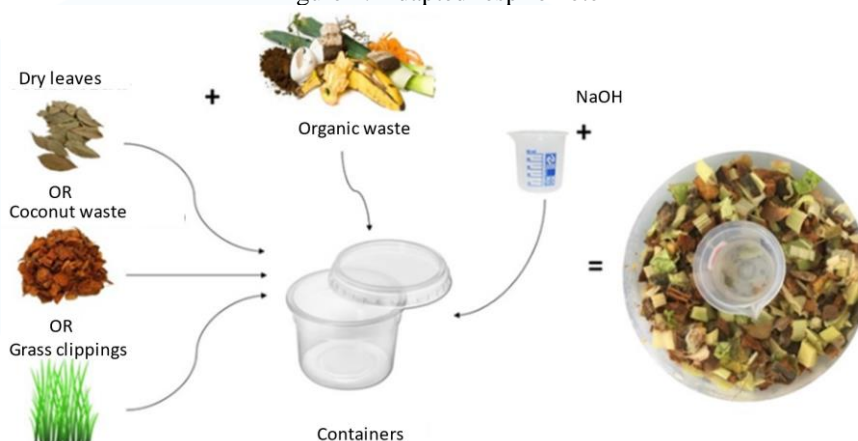 Dry leaves
+
Organic waste
NaOH
+
OR
Coconut waste
=
OR
Grass clippings
Containers